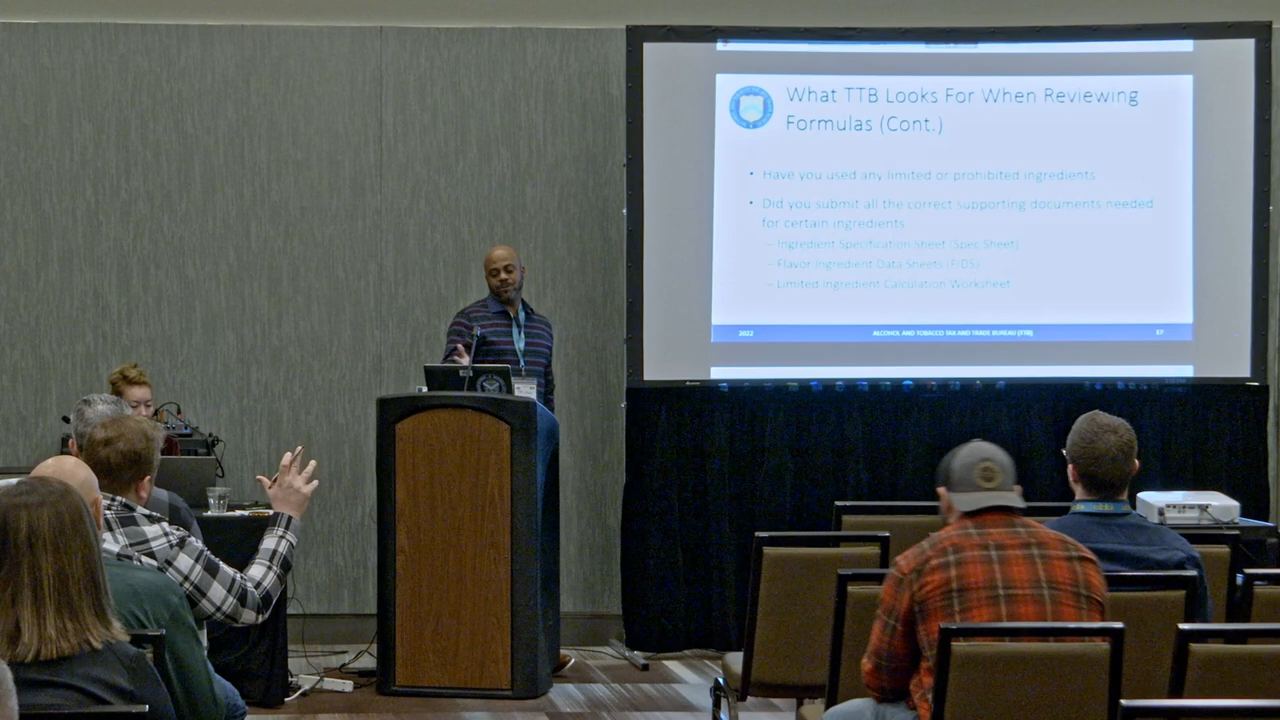 What TTB Looks For When Reviewing
Formulas (Cont.)
• Have you used any limited or prohibited ingredients
• Did you submit all the correct supporting documents needed
for certain ingredients
– Ingredient Specification Sheet (Spec Sheet)
– Flavor Ingredient Data Sheets (FIDS)
– Limited Ingredient Calculation Worksheet
2022
ALCOHOL AND TOBACCO TAX AND TRADE BUREAU (TTB)
37